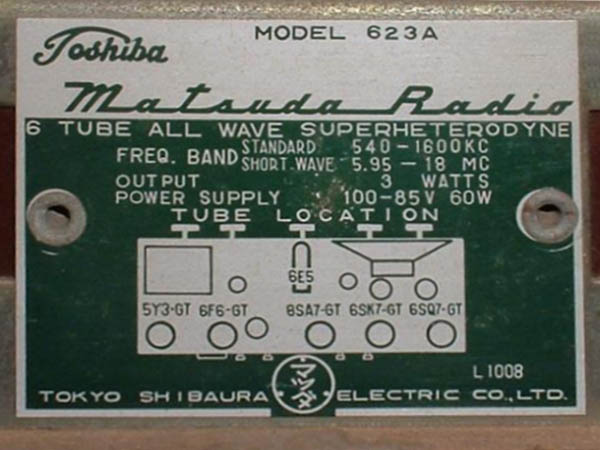 Toshiba
MODEL 623A
Matsuda Radio
6 TUBE ALL WAVE SUPERHETERODYNE
FREQ. BAND STANDARD 540-1600KC
SHORT.WAVE 5.95-18 MC
OUTPUT 3 WATTS
POWER SUPPLY 100-85V 60W
TUBE LOCATION
6E5
5Y3-GT 6F6-GT 6SA7-GT 6SK7-GT 6SQ7-GT
L1008
マツダ
TOKYO SHIBAURA ELECTRIC CO.,LTD.